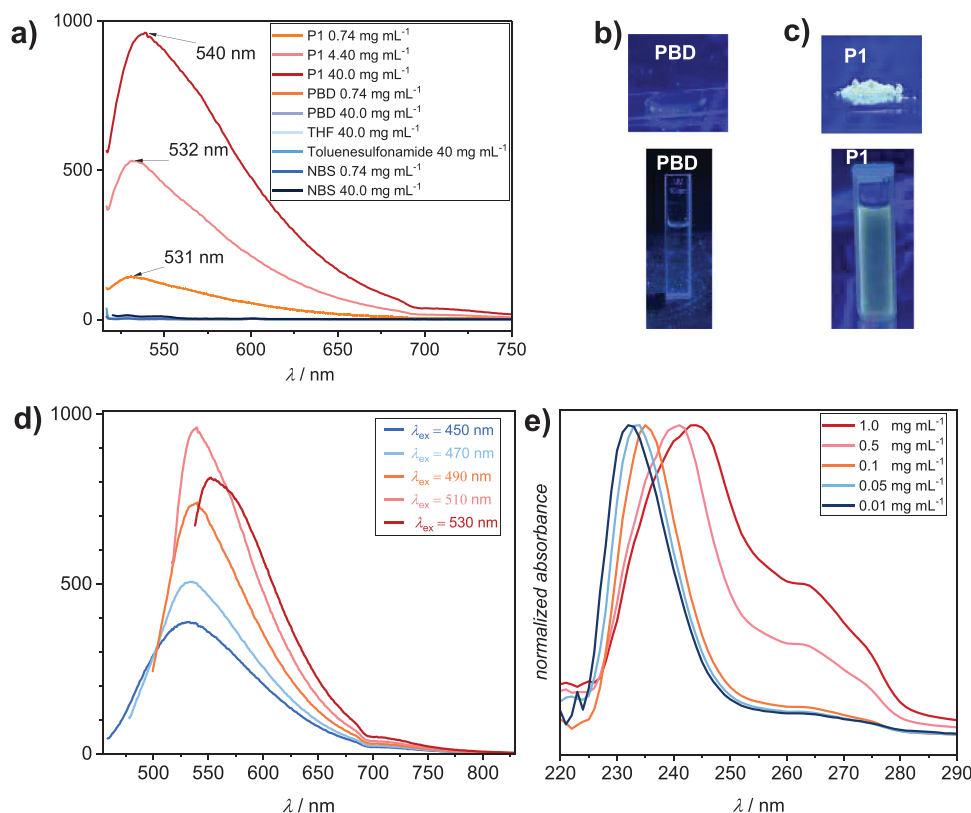 a)
1000
500
0
550
600
650
700
750
λ / nm
540 nm
532 nm
531 nm
P1 0.74 mg mL⁻¹
P1 4.40 mg mL⁻¹
P1 40.0 mg mL⁻¹
PBD 0.74 mg mL⁻¹
PBD 40.0 mg mL⁻¹
THF 40.0 mg mL⁻¹
Toluenesulfonamide 40 mg mL⁻¹
NBS 0.74 mg mL⁻¹
NBS 40.0 mg mL⁻¹
b)
PBD
PBD
c)
P1
P1
d)
1000
500
0
500
550
600
650
700
750
800
λ / nm
λex = 450 nm
λex = 470 nm
λex = 490 nm
λex = 510 nm
λex = 530 nm
e)
normalized absorbance
220
230
240
250
260
270
280
290
λ / nm
1.0 mg mL⁻¹
0.5 mg mL⁻¹
0.1 mg mL⁻¹
0.05 mg mL⁻¹
0.01 mg mL⁻¹